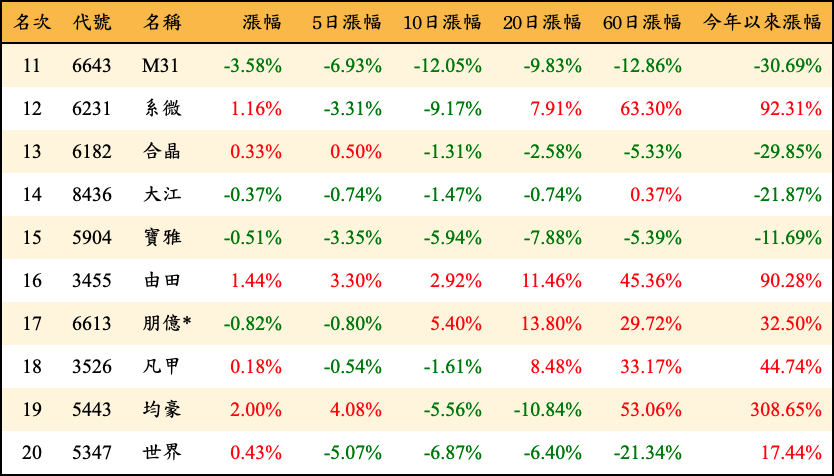 名次 代號 名稱 漲幅 5日漲幅 10日漲幅 20日漲幅 60日漲幅 今年以來漲幅
11 6643 M31 -3.58% -6.93% -12.05% -9.83% -12.86% -30.69%
12 6231 系微 1.16% -3.31% -9.17% 7.91% 63.30% 92.31%
13 6182 合晶 0.33% 0.50% -1.31% -2.58% -5.33% -29.85%
14 8436 大江 -0.37% -0.74% -1.47% -0.74% 0.37% -21.87%
15 5904 寶雅 -0.51% -3.35% -5.94% -7.88% -5.39% -11.69%
16 3455 由田 1.44% 3.30% 2.92% 11.46% 45.36% 90.28%
17 6613 朋億* -0.82% -0.80% 5.40% 13.80% 29.72% 32.50%
18 3526 凡甲 0.18% -0.54% -1.61% 8.48% 33.17% 44.74%
19 5443 均豪 2.00% 4.08% -5.56% -10.84% 53.06% 308.65%
20 5347 世界 0.43% -5.07% -6.87% -6.40% -21.34% 17.44%